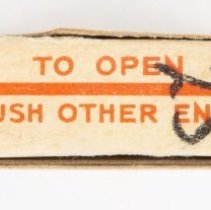 TO OPEN
USH OTHER EN